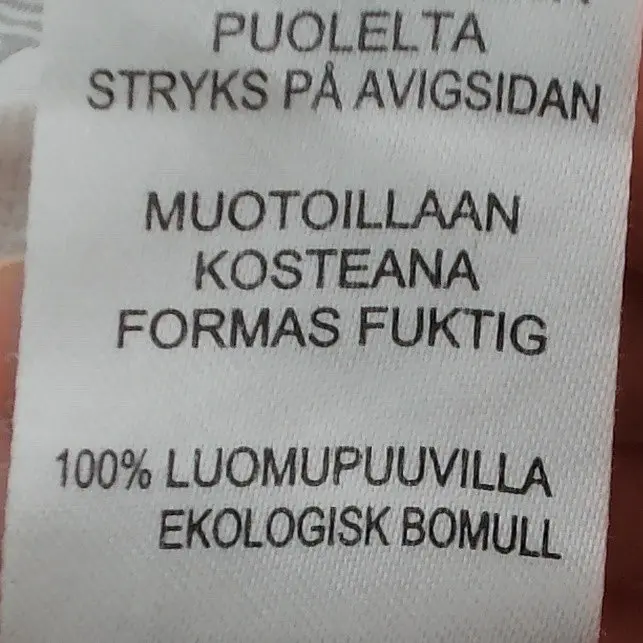 PUOLELTA
STRYKS PÅ AVIGSIDAN
MUOTOILLAAN
KOSTEANA
FORMAS FUKTIG
100% LUOMUPUUVILLA
EKOLOGISK BOMULL